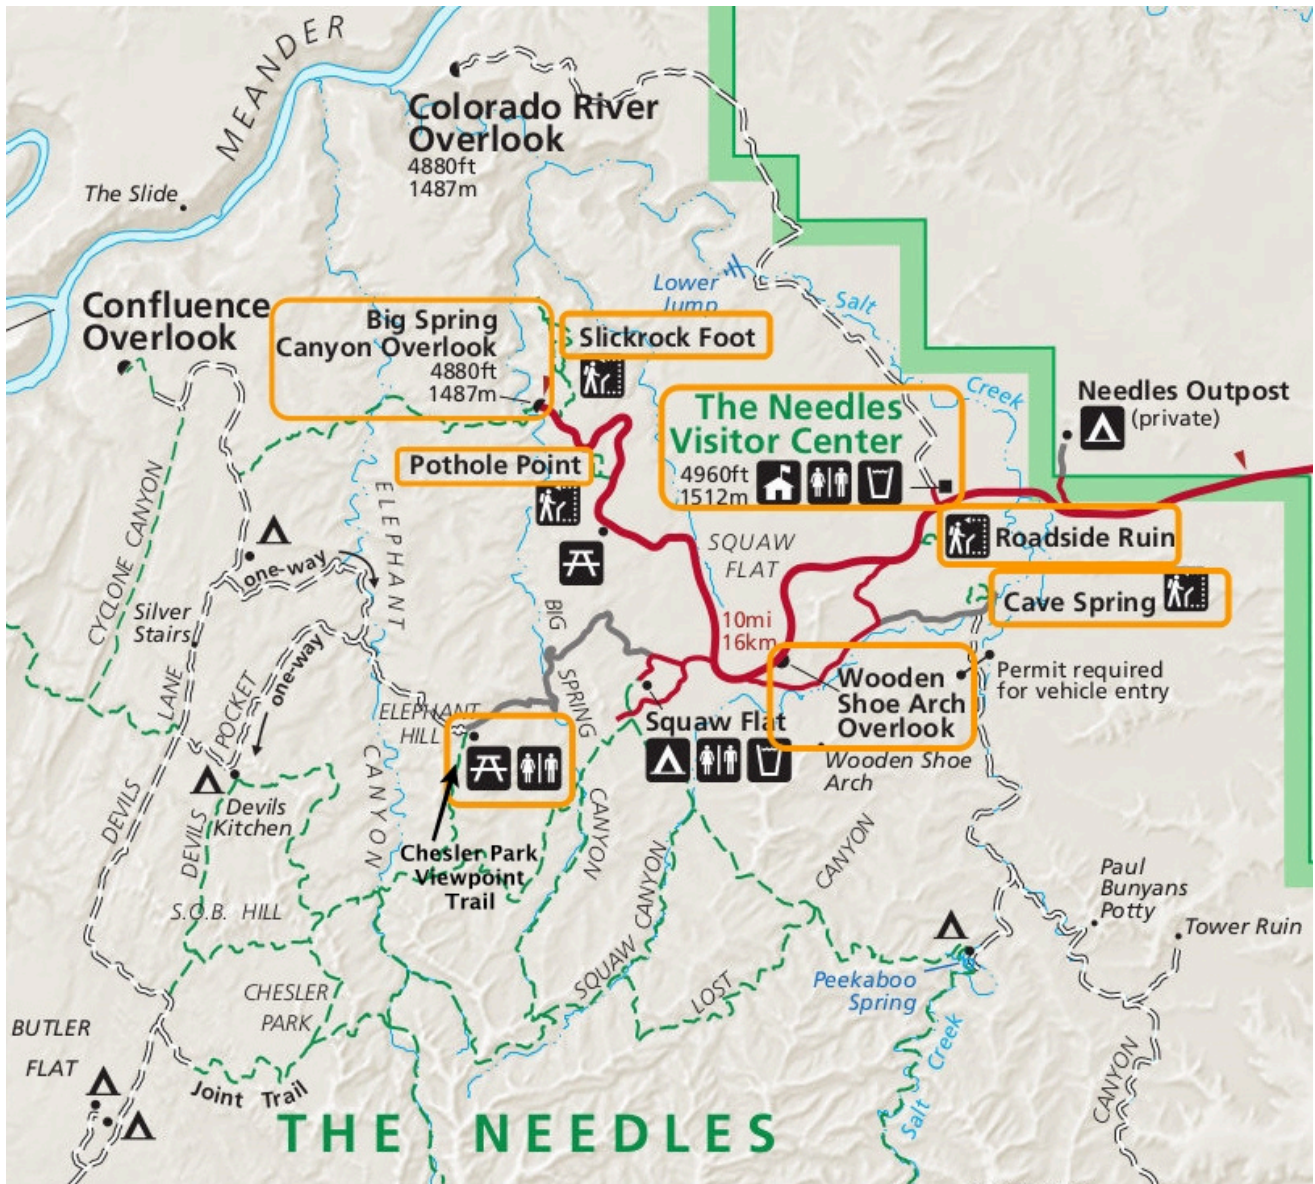 MEANDER
Colorado River
Overlook
4880ft
1487m
The Slide
Lower
Jump
Salt
Creek
Confluence
Overlook
Big Spring
Canyon Overlook
4880ft
1487m
Slickrock Foot
The Needles
Visitor Center
4960ft
1512m
Needles Outpost
(private)
Pothole Point
CYCLONE CANYON
ELEPHANT
CANYON
SQUAW
FLAT
Roadside Ruin
Cave Spring
one-way
Silver
Stairs
one-way
BIG
SPRING
CANYON
10mi
16km
Wooden
Shoe Arch
Overlook
Permit required
for vehicle entry
DEVILS
LANE
DEVILS
POCKET
ELEPHANT
HILL
Squaw Flat
Wooden Shoe
Arch
Devils
Kitchen
Chesler Park
Viewpoint
Trail
S.O.B. HILL
SQUAW CANYON
LOST
CANYON
Paul
Bunyans
Potty
Tower Ruin
Peekaboo
Spring
CHESLER
PARK
BUTLER
FLAT
Joint Trail
Salt Creek
CANYON
THE NEEDLES